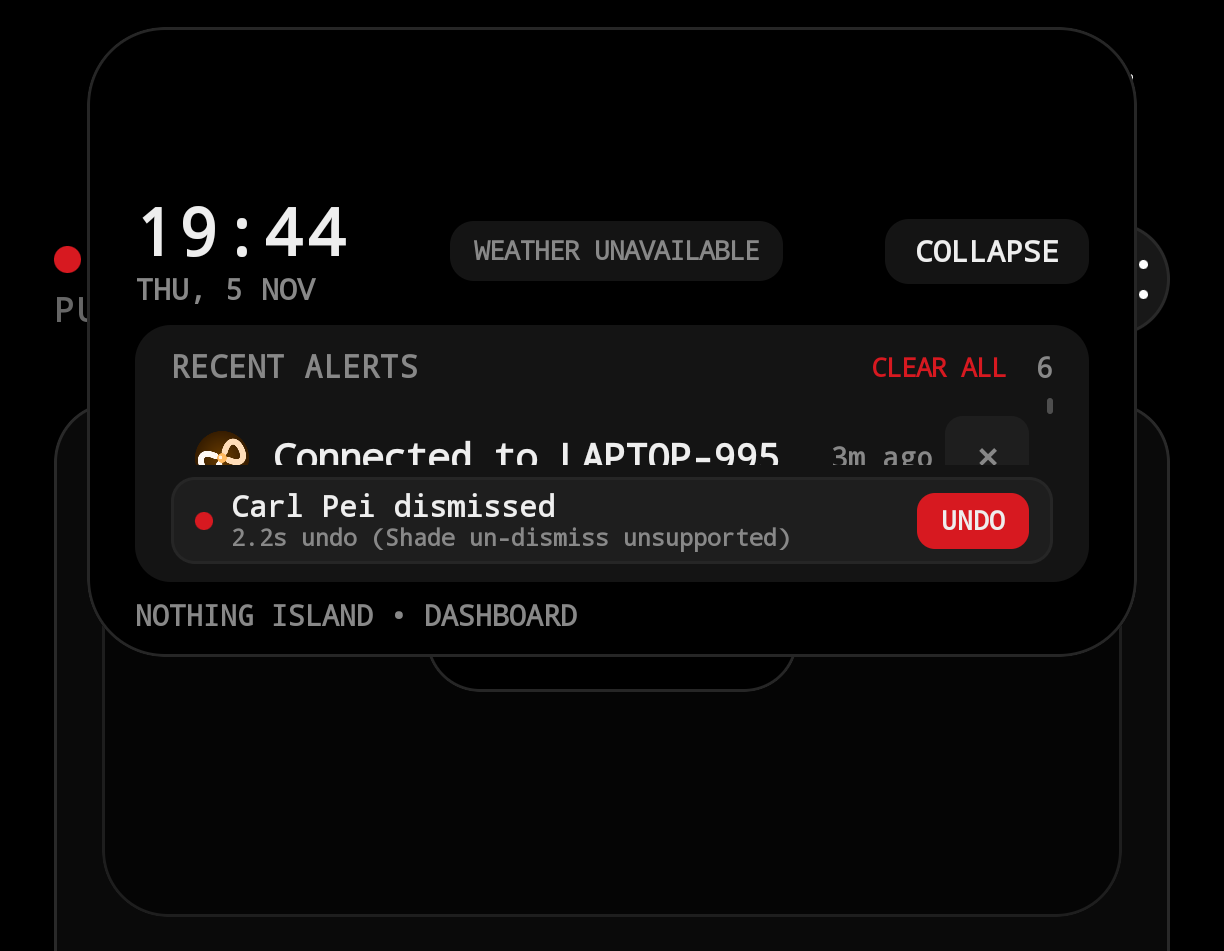 19:44
THU, 5 NOV
WEATHER UNAVAILABLE
COLLAPSE
RECENT ALERTS
CLEAR ALL 6
Connected to LAPTOP-995 3m ago ×
Carl Pei dismissed
2.2s undo (Shade un-dismiss unsupported)
UNDO
NOTHING ISLAND • DASHBOARD